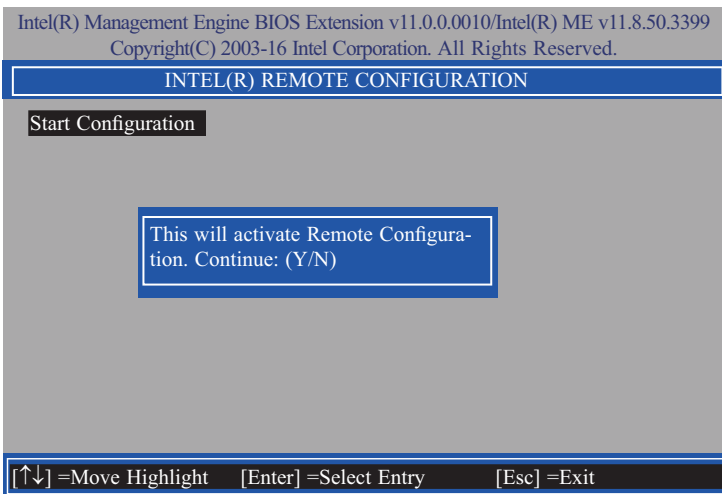 Intel(R) Management Engine BIOS Extension v11.0.0.0010/Intel(R) ME v11.8.50.3399
Copyright(C) 2003-16 Intel Corporation. All Rights Reserved.
INTEL(R) REMOTE CONFIGURATION
Start Configuration
This will activate Remote Configura-
tion. Continue: (Y/N)
[↑↓] =Move Highlight [Enter] =Select Entry [Esc] =Exit